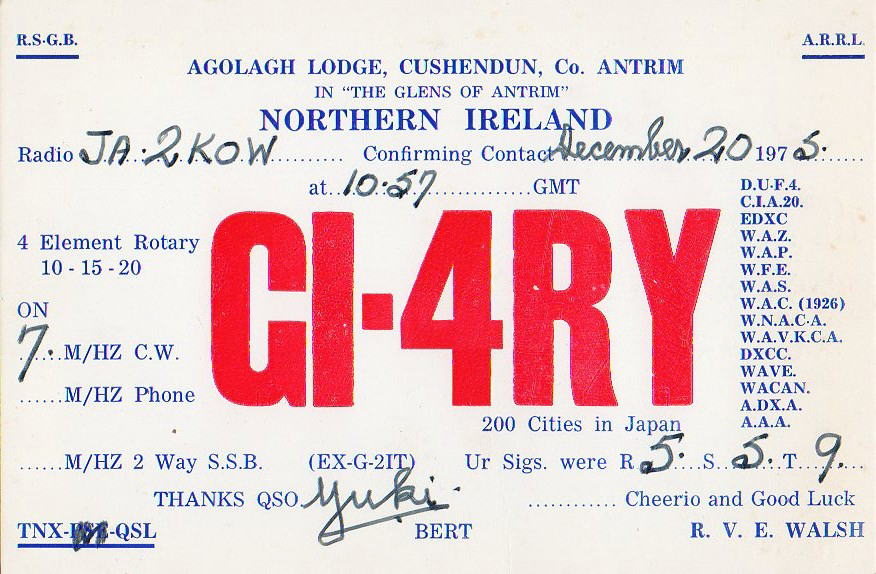 R.S·G.B. A.R.R.L.
AGOLAGH LODGE, CUSHENDUN, Co. ANTRIM
IN "THE GLENS OF ANTRIM"
NORTHERN IRELAND
Radio JA·2KOW Confirming Contact December 20 1975.
at 10·57 GMT
D.U·F.4.
C.I.A.20.
EDXC
W.A.Z.
W.A.P.
W.F.E.
W.A.S.
W.A.C. (1926)
W.N.A.C·A.
W.A.V.K.C.A.
DXCC.
WAVE.
WACAN.
A.DX.A.
A.A.A.
4 Element Rotary
10 - 15 - 20
GI-4RY
ON
7. M/HZ C.W.
......M/HZ Phone
200 Cities in Japan
......M/HZ 2 Way S.S.B. (EX-G-2IT) Ur Sigs. were R 5. S. 5. T 9.
THANKS QSO Yuki. ............ Cheerio and Good Luck
TNX- -QSL BERT R. V. E. WALSH